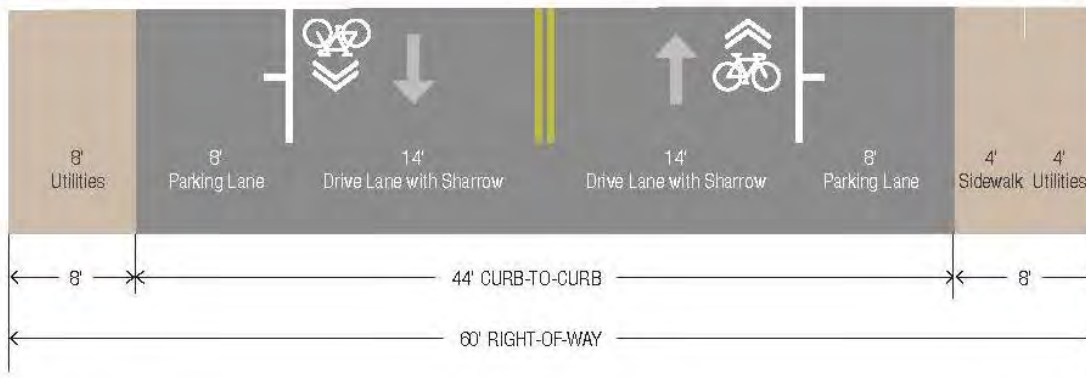 8'
Utilities
8'
Parking Lane
14'
Drive Lane with Sharrow
14'
Drive Lane with Sharrow
8'
Parking Lane
4'
Sidewalk
4'
Utilities
8'
44' CURB-TO-CURB
8'
60' RIGHT-OF-WAY